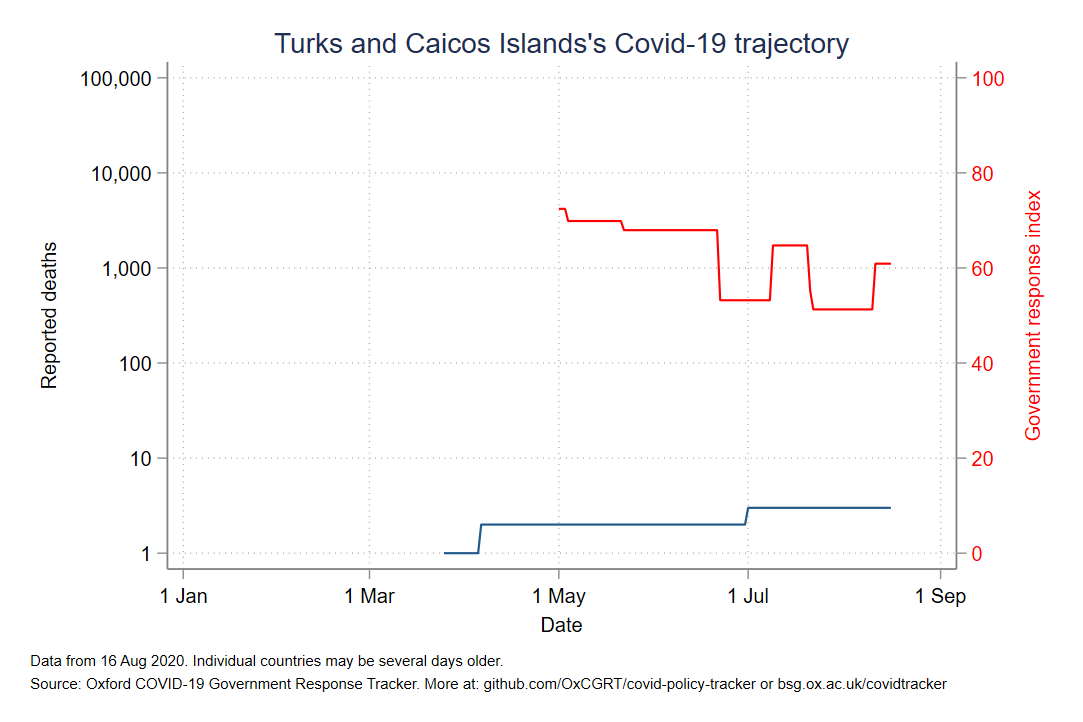 Turks and Caicos Islands's Covid-19 trajectory
100,000
10,000
1,000
100
10
1
Reported deaths
100
80
60
40
20
0
Government response index
1 Jan
1 Mar
1 May
1 Jul
1 Sep
Date
Data from 16 Aug 2020. Individual countries may be several days older.
Source: Oxford COVID-19 Government Response Tracker. More at: github.com/OxCGRT/covid-policy-tracker or bsg.ox.ac.uk/covidtracker